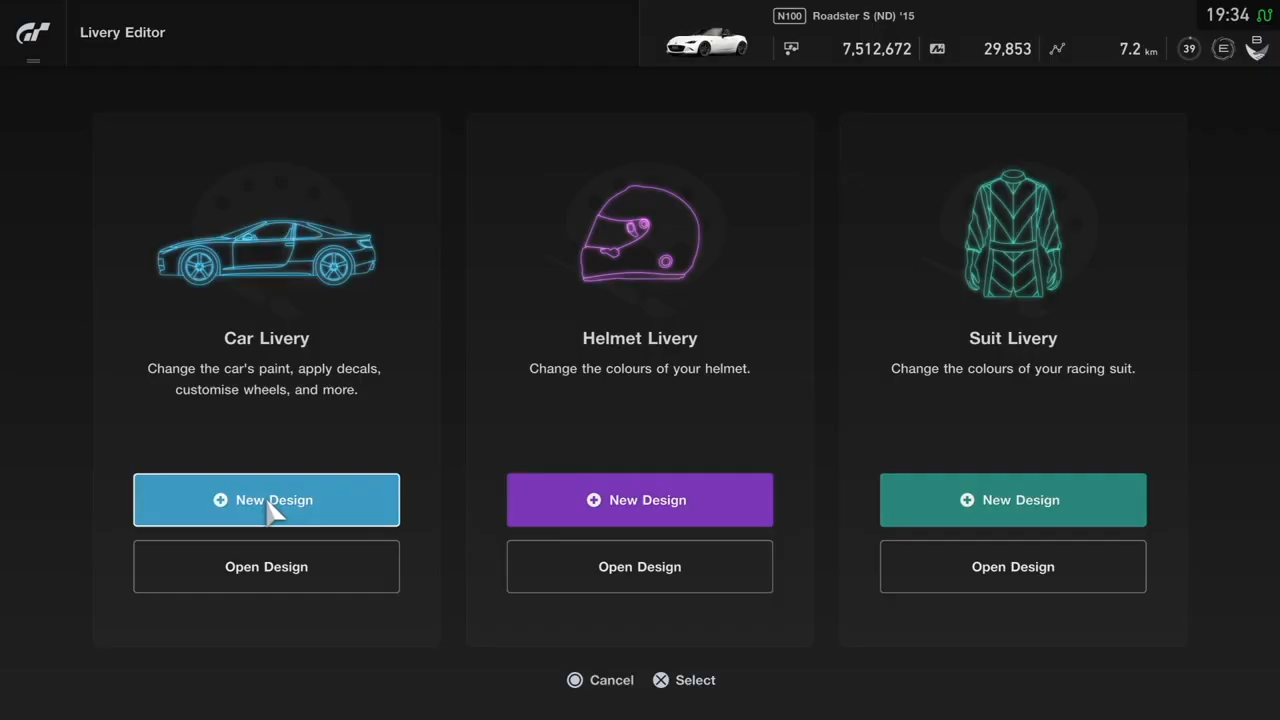 Livery Editor
N100 Roadster S (ND) '15
7,512,672
29,853
7.2 km
39
E
B
19:34
Car Livery
Change the car's paint, apply decals,
customise wheels, and more.
New Design
Open Design
Helmet Livery
Change the colours of your helmet.
New Design
Open Design
Suit Livery
Change the colours of your racing suit.
New Design
Open Design
Cancel
Select